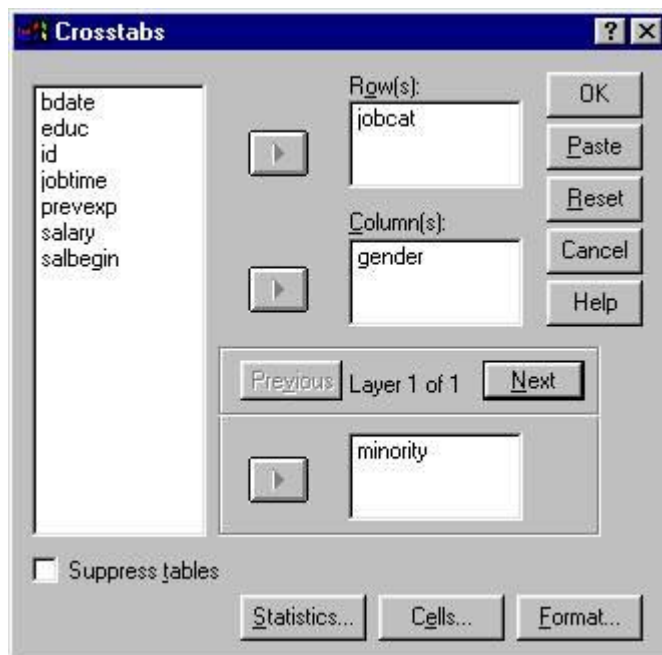 Crosstabs
bdate
educ
id
jobtime
prevexp
salary
salbegin
Row(s):
jobcat
Column(s):
gender
Previous
Layer 1 of 1
Next
minority
OK
Paste
Reset
Cancel
Help
Suppress tables
Statistics...
Cells...
Format...